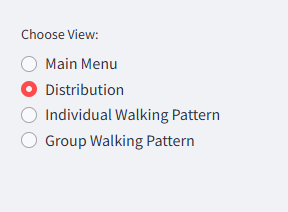 Choose View:
Main Menu
Distribution
Individual Walking Pattern
Group Walking Pattern